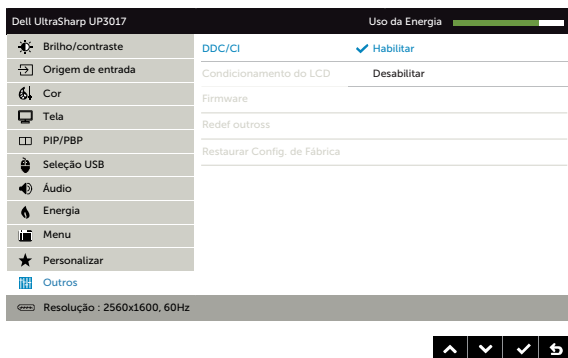 Dell UltraSharp UP3017 Uso da Energia
Brilho/contraste DDC/CI Habilitar
Origem de entrada Condicionamento do LCD Desabilitar
Cor Firmware
Tela Redef outross
PIP/PBP Restaurar Config. de Fábrica
Seleção USB
Áudio
Energia
Menu
Personalizar
Outros
Resolução : 2560x1600, 60Hz